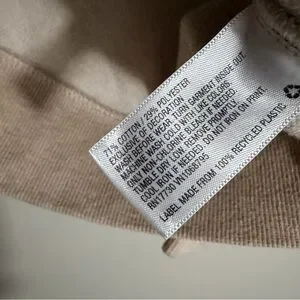 71% COTTON / 29% POLYESTER
EXCLUSIVE OF DECORATION
WASH BEFORE WEAR. TURN GARMENT INSIDE OUT.
MACHINE WASH COLD WITH LIKE COLORS.
ONLY NON-CHLORINE BLEACH IF NEEDED.
TUMBLE DRY LOW. REMOVE PROMPTLY.
COOL IRON IF NEEDED. DO NOT IRON ON PRINT.
RN17730 VN1068705
LABEL MADE FROM 100% RECYCLED PLASTIC.